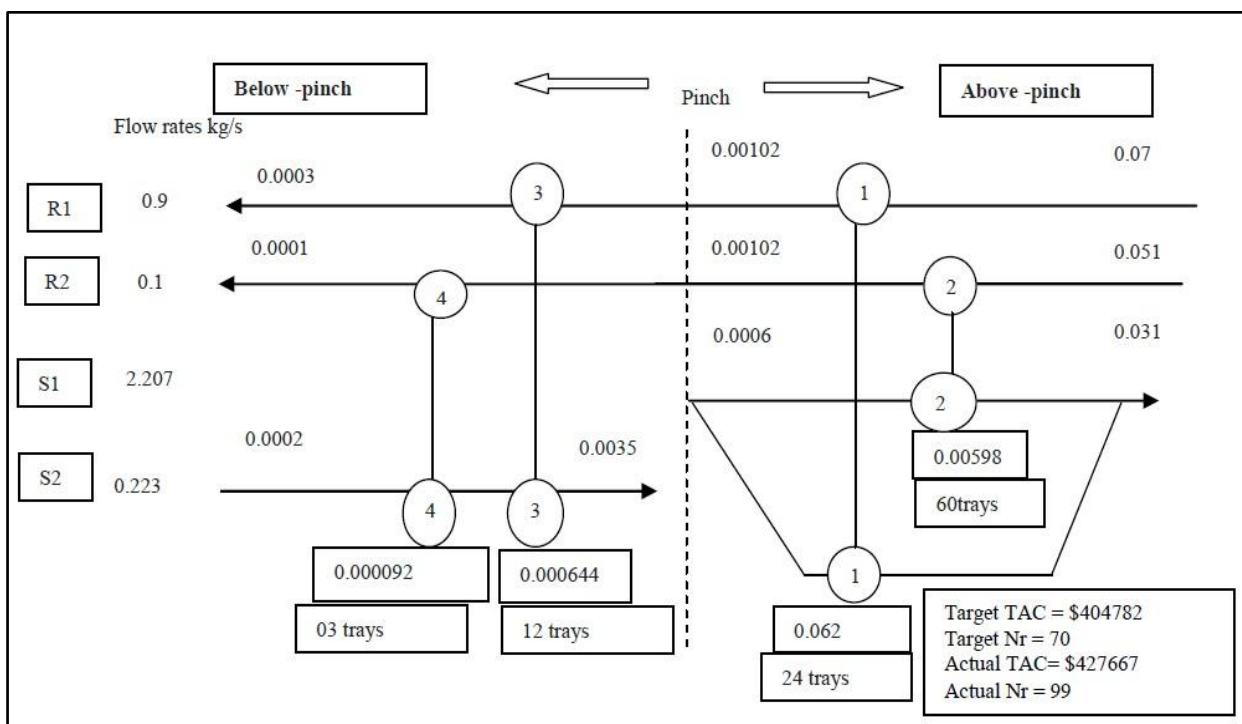 Below -pinch
Pinch
Above -pinch
Flow rates kg/s
0.00102
0.07
R1
0.9
0.0003
3
1
R2
0.1
0.0001
0.00102
0.051
4
2
0.0006
0.031
S1
2.207
2
0.00598
60trays
S2
0.223
0.0002
0.0035
4
3
1
0.000092
03 trays
0.000644
12 trays
0.062
24 trays
Target TAC = $404782
Target Nr = 70
Actual TAC= $427667
Actual Nr = 99